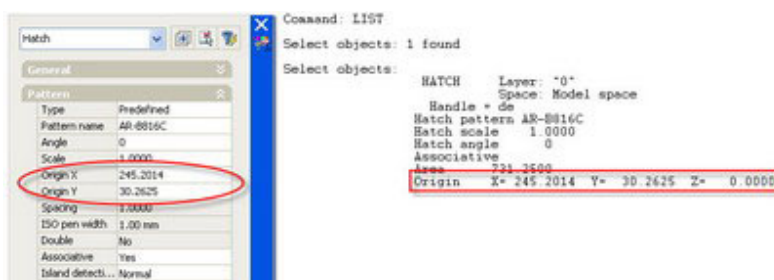 Hatch
General
Pattern
Type Predefined
Pattern name AR-B816C
Angle 0
Scale 1.0000
Origin X 245.2014
Origin Y 30.2625
Spacing 1.0000
ISO pen width 1.00 mm
Double No
Associative Yes
Island detecti... Normal
Command: LIST
Select objects: 1 found
Select objects:
HATCH Layer: "0"
Space: Model space
Handle = de
Hatch pattern AR-B816C
Hatch scale 1.0000
Hatch angle 0
Associative
Area 731.2500
Origin X= 245.2014 Y= 30.2625 Z= 0.0000